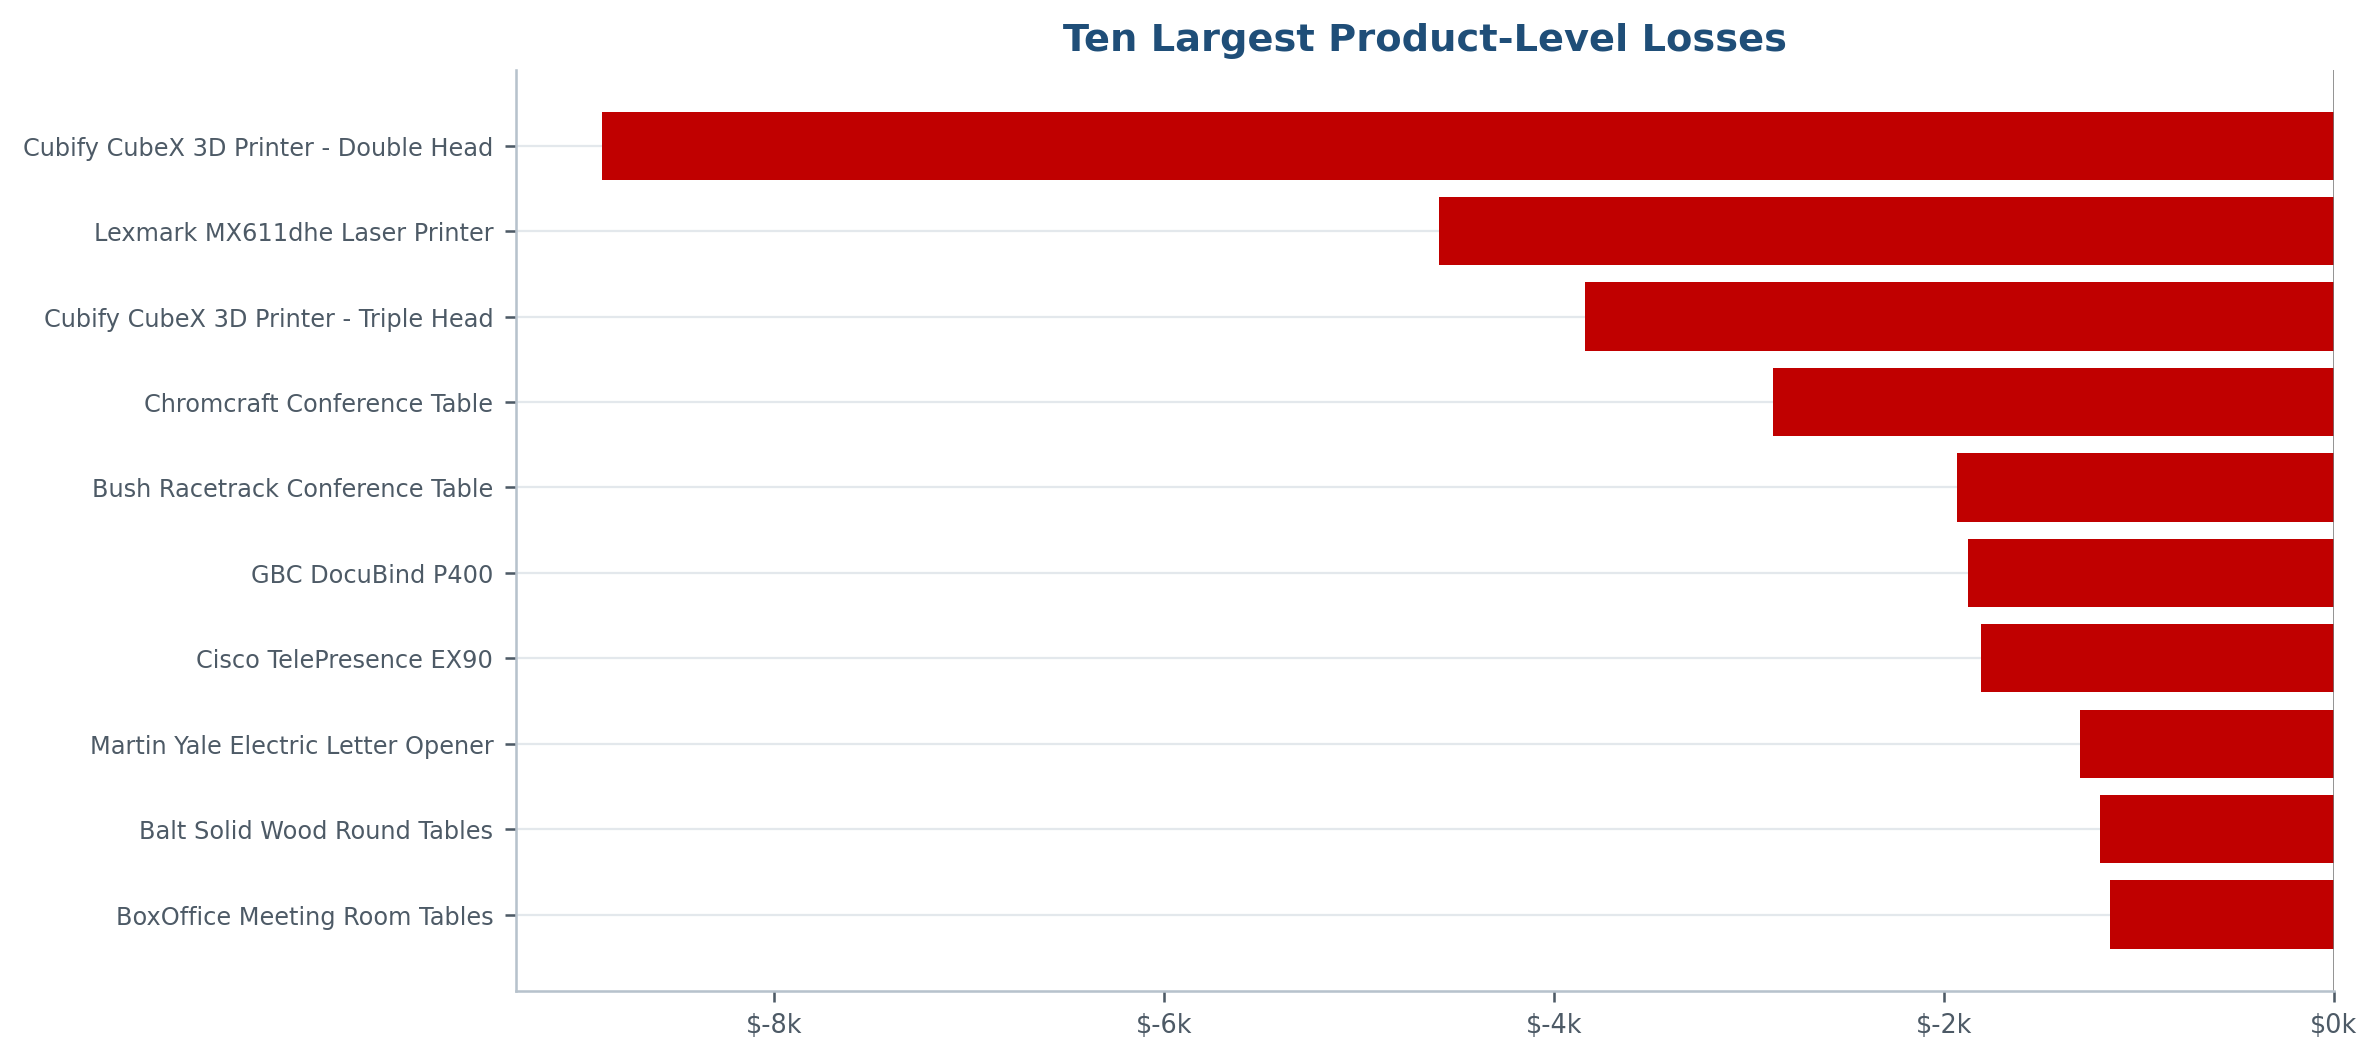 Ten Largest Product-Level Losses
Cubify CubeX 3D Printer - Double Head
Lexmark MX611dhe Laser Printer
Cubify CubeX 3D Printer - Triple Head
Chromcraft Conference Table
Bush Racetrack Conference Table
GBC DocuBind P400
Cisco TelePresence EX90
Martin Yale Electric Letter Opener
Balt Solid Wood Round Tables
BoxOffice Meeting Room Tables
$-8k $-6k $-4k $-2k $0k